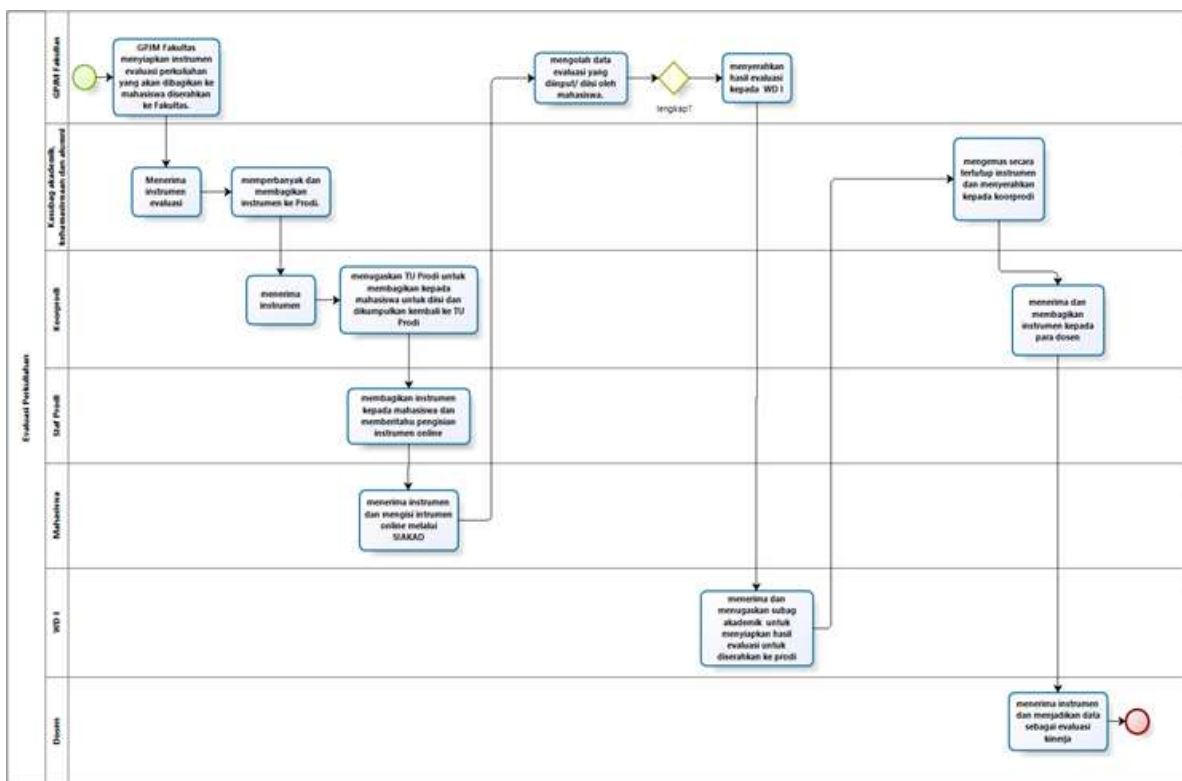 Evaluasi Perkuliahan
GPJM Fakultas
GPJM Fakultas
menyiapkan instrumen
evaluasi perkuliahan
yang akan dibagikan ke
mahasiswa diserahkan
ke Fakultas.
mengolah data
evaluasi yang
diinput/ diisi oleh
mahasiswa.
lengkap?
menyerahkan
hasil evaluasi
kepada WD I
Kasubag akademik,
kemahasiswaan dan alumni
Menerima
instrumen
evaluasi
memperbanyak dan
membagikan
instrumen ke Prodi.
mengemas secara
tertutup instrumen
dan menyerahkan
kepada koorprodi
Koorprodi
menerima
instrumen
menugaskan TU Prodi untuk
membagikan kepada
mahasiswa untuk diisi dan
dikumpulkan kembali ke TU
Prodi
menerima dan
membagikan
instrumen kepada
para dosen
Staf Prodi
membagikan instrumen
kepada mahasiswa dan
memberitahu pengisian
instrumen online
Mahasiswa
menerima instrumen
dan mengisi intrumen
online melalui
SIAKAD
WD I
menerima dan
menugaskan subag
akademik untuk
menyiapkan hasil
evaluasi untuk
diserahkan ke prodi
Dosen
menerima instrumen
dan menjadikan data
sebagai evaluasi
kinerja